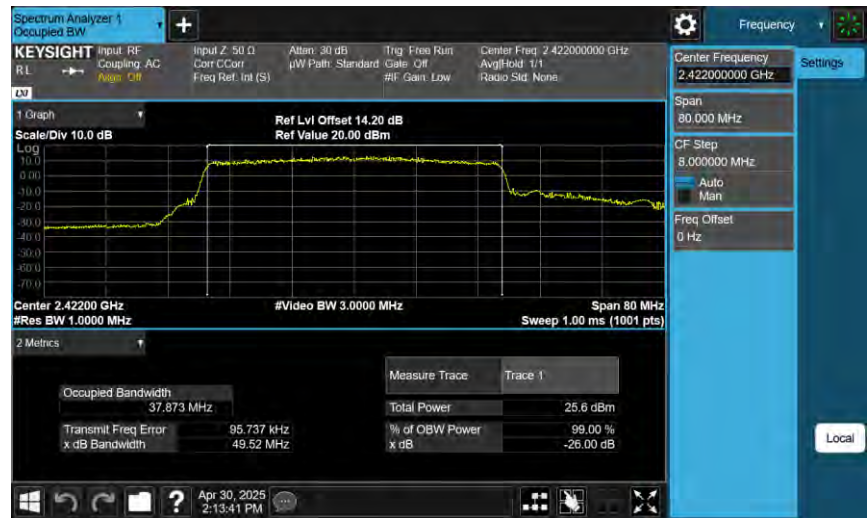 Spectrum Analyzer 1
Occupied BW
Frequency
KEYSIGHT
Input: RF
Input Z: 50 Ω
Atten: 30 dB
Trig: Free Run
Center Freq: 2.422000000 GHz
RL
Coupling: AC
Corr CCorr
µW Path: Standard
Gate: Off
Avg|Hold: 1/1
Align: Off
Freq Ref: Int (S)
#IF Gain: Low
Radio Std: None
LXI
Center Frequency
2.422000000 GHz
Settings
Span
80.000 MHz
CF Step
8.000000 MHz
Auto
Man
Freq Offset
0 Hz
1 Graph
Ref Lvl Offset 14.20 dB
Scale/Div 10.0 dB
Ref Value 20.00 dBm
Log
10.0
0.00
-10.0
-20.0
-30.0
-40.0
-50.0
-60.0
-70.0
Center 2.42200 GHz
#Video BW 3.0000 MHz
Span 80 MHz
#Res BW 1.0000 MHz
Sweep 1.00 ms (1001 pts)
2 Metrics
Measure Trace
Trace 1
Occupied Bandwidth
37.873 MHz
Total Power
25.6 dBm
Transmit Freq Error
95.737 kHz
% of OBW Power
99.00 %
x dB Bandwidth
49.52 MHz
x dB
-26.00 dB
Local
?
Apr 30, 2025
2:13:41 PM